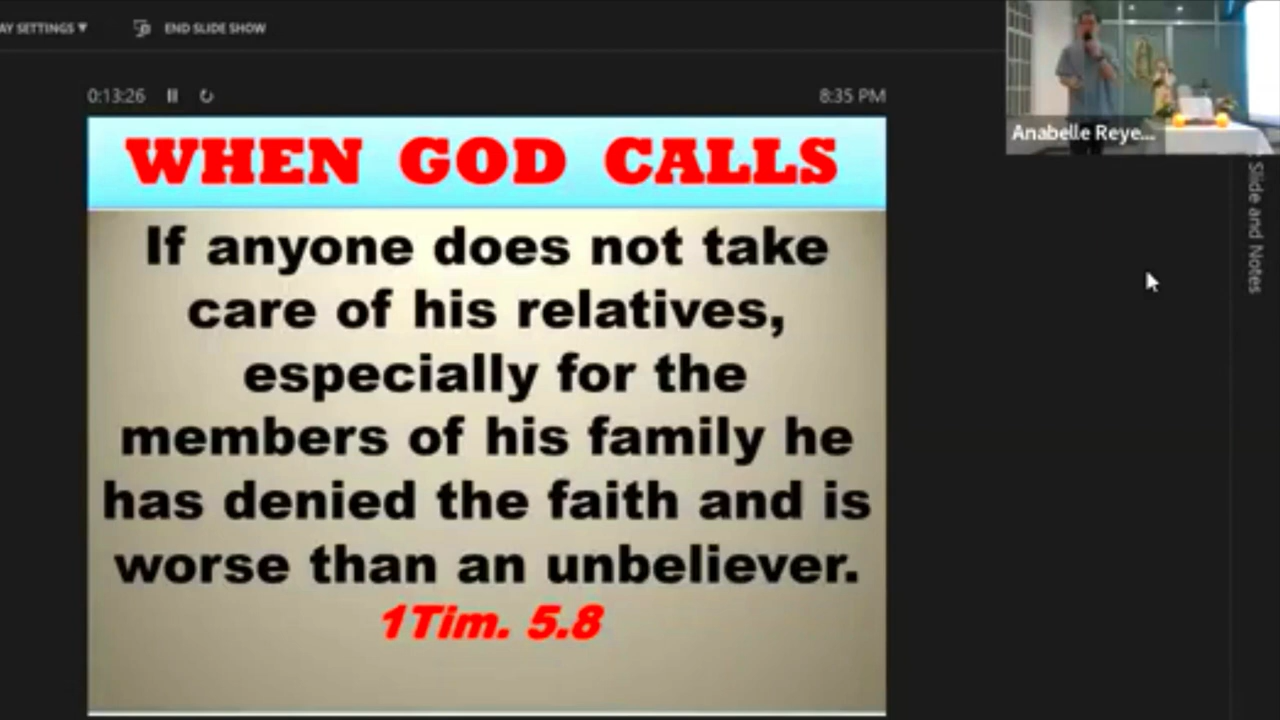 AY SETTINGS ▼ END SLIDE SHOW
0:13:26 8:35 PM
Anabelle Reye...
WHEN GOD CALLS
If anyone does not take
care of his relatives,
especially for the
members of his family he
has denied the faith and is
worse than an unbeliever.
1Tim. 5.8
Slide and Notes